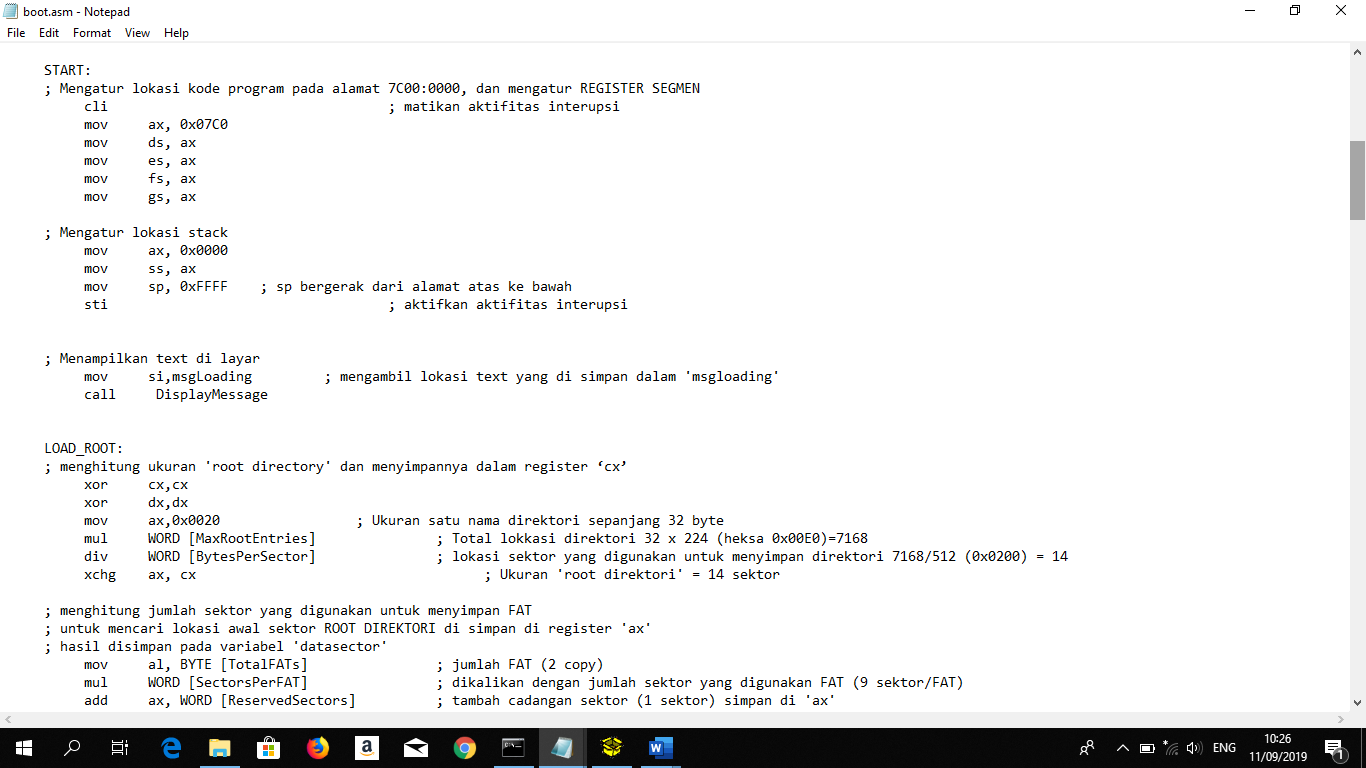 boot.asm - Notepad
File Edit Format View Help
START:
; Mengatur lokasi kode program pada alamat 7C00:0000, dan mengatur REGISTER SEGMEN
cli ; matikan aktifitas interupsi
mov ax, 0x07C0
mov ds, ax
mov es, ax
mov fs, ax
mov gs, ax
; Mengatur lokasi stack
mov ax, 0x0000
mov ss, ax
mov sp, 0xFFFF ; sp bergerak dari alamat atas ke bawah
sti ; aktifkan aktifitas interupsi
; Menampilkan text di layar
mov si,msgLoading ; mengambil lokasi text yang di simpan dalam 'msgloading'
call DisplayMessage
LOAD_ROOT:
; menghitung ukuran 'root directory' dan menyimpannya dalam register ‘cx’
xor cx,cx
xor dx,dx
mov ax,0x0020 ; Ukuran satu nama direktori sepanjang 32 byte
mul WORD [MaxRootEntries] ; Total lokkasi direktori 32 x 224 (heksa 0x00E0)=7168
div WORD [BytesPerSector] ; lokasi sektor yang digunakan untuk menyimpan direktori 7168/512 (0x0200) = 14
xchg ax, cx ; Ukuran 'root direktori' = 14 sektor
; menghitung jumlah sektor yang digunakan untuk menyimpan FAT
; untuk mencari lokasi awal sektor ROOT DIREKTORI di simpan di register 'ax'
; hasil disimpan pada variabel 'datasector'
mov al, BYTE [TotalFATs] ; jumlah FAT (2 copy)
mul WORD [SectorsPerFAT] ; dikalikan dengan jumlah sektor yang digunakan FAT (9 sektor/FAT)
add ax, WORD [ReservedSectors] ; tambah cadangan sektor (1 sektor) simpan di 'ax'
ENG
10:26
11/09/2019